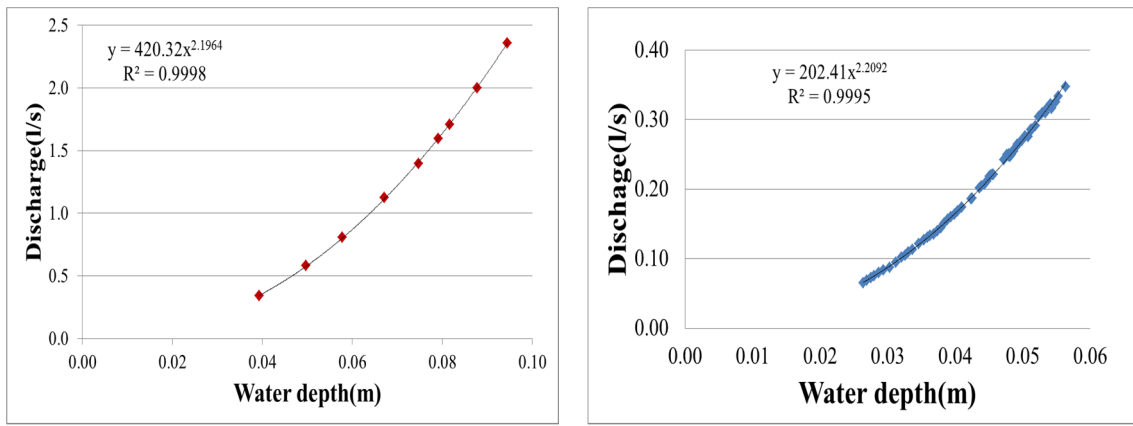 2.5
2.0
1.5
1.0
0.5
0.0
Discharge(l/s)
y = 420.32x^2.1964
R² = 0.9998
0.00 0.02 0.04 0.06 0.08 0.10
Water depth(m)
0.40
0.30
0.20
0.10
0.00
Dischage(l/s)
y = 202.41x^2.2092
R² = 0.9995
0.00 0.01 0.02 0.03 0.04 0.05 0.06
Water depth(m)